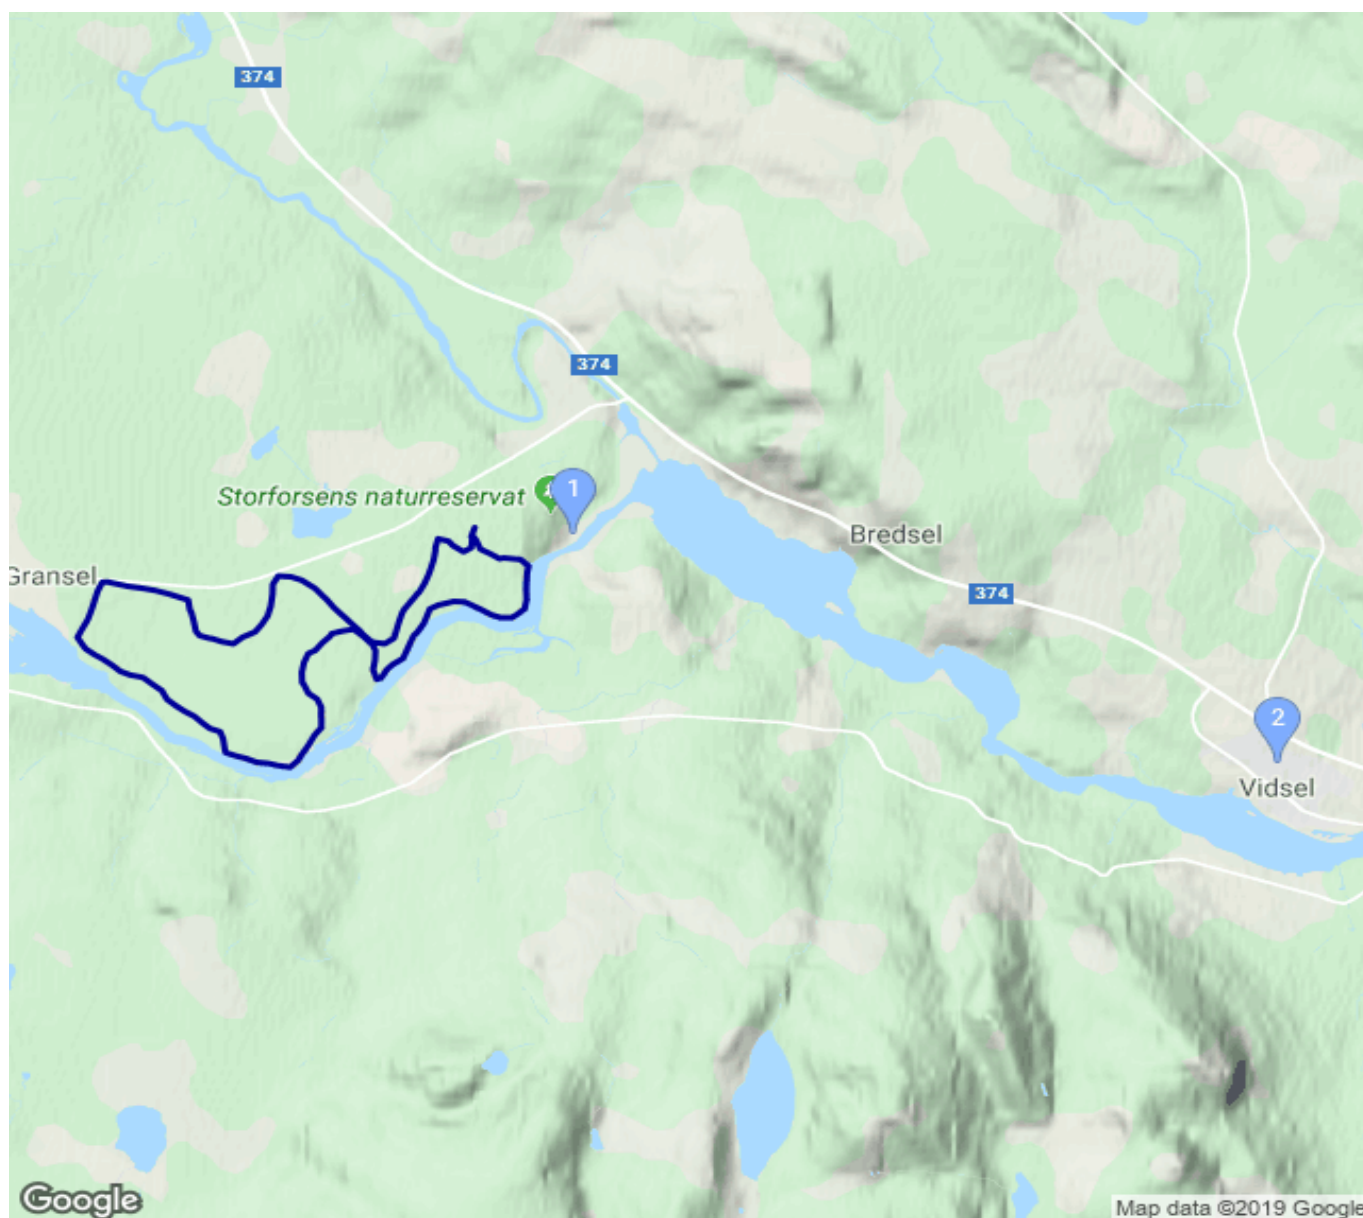 374
374
1
Storforsens naturreservat
Bredsel
Gransel
374
2
Vidsel
Google
Map data ©2019 Google